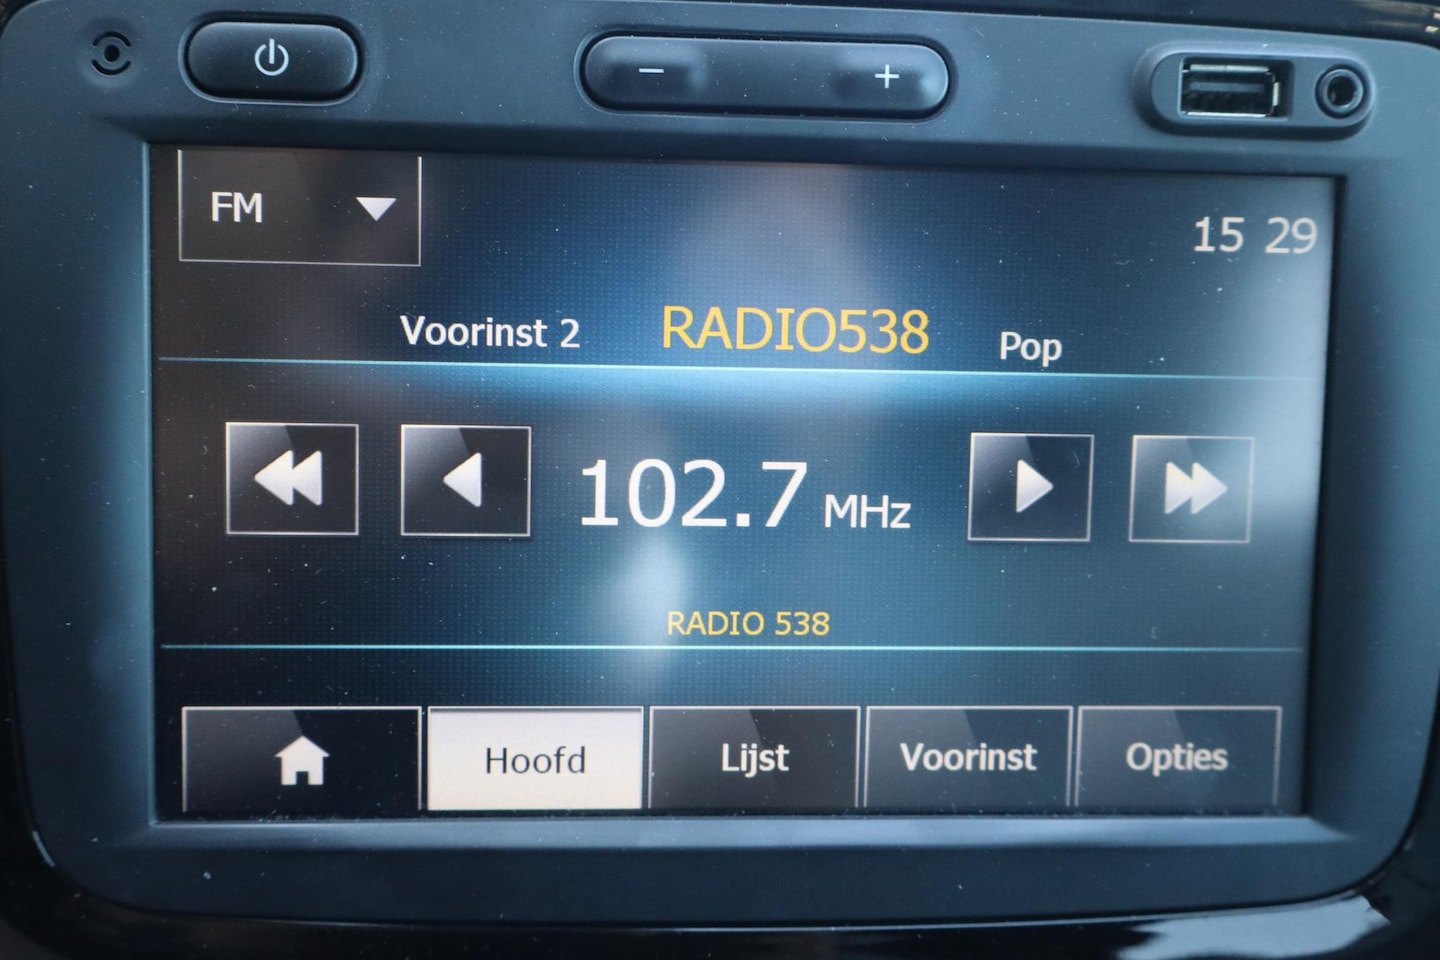 FM
15 29
Voorinst 2 RADIO538 Pop
102.7 MHz
RADIO 538
Hoofd Lijst Voorinst Opties